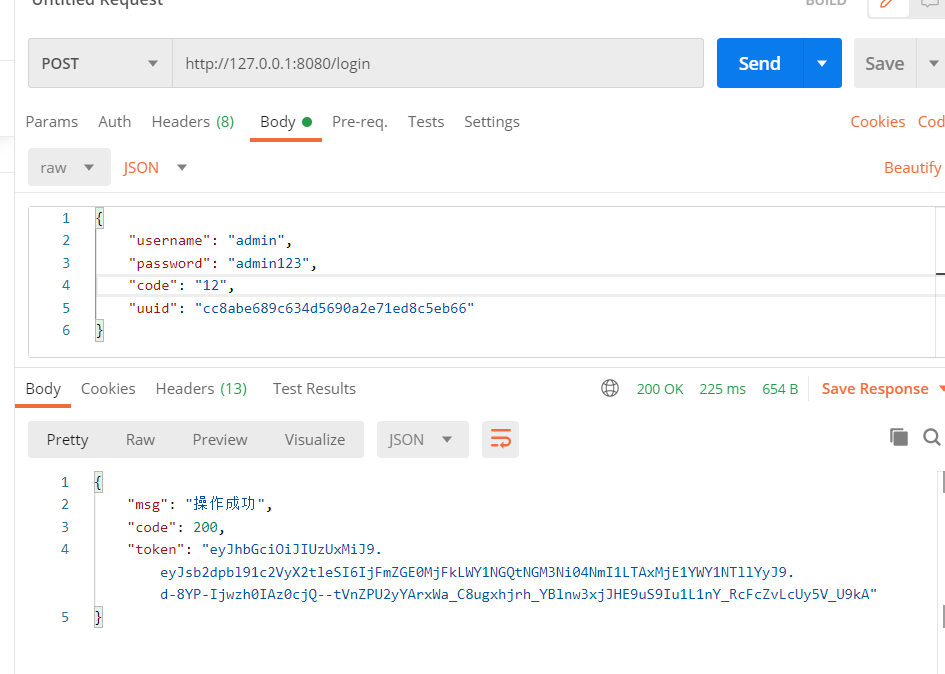 Untitled Request BUILD
POST http://127.0.0.1:8080/login Send Save
Params Auth Headers (8) Body Pre-req. Tests Settings Cookies Cod
raw JSON Beautify
1 {
2 "username": "admin",
3 "password": "admin123",
4 "code": "12",
5 "uuid": "cc8abe689c634d5690a2e71ed8c5eb66"
6 }
Body Cookies Headers (13) Test Results 200 OK 225 ms 654 B Save Response
Pretty Raw Preview Visualize JSON
1 {
2 "msg": "操作成功",
3 "code": 200,
4 "token": "eyJhbGciOiJIUzUxMiJ9.
eyJsb2dpbl91c2VyX2tleSI6IjFmZGE0MjFkLWY1NGQtNGM3Ni04NmI1LTAxMjE1YWY1NTllYyJ9.
d-8YP-Ijwzh0IAz0cjQ--tVnZPU2yYArxWa_C8ugxhjrh_YBlnw3xjJHE9uS9Iu1L1nY_RcFcZvLcUy5V_U9kA"
5 }